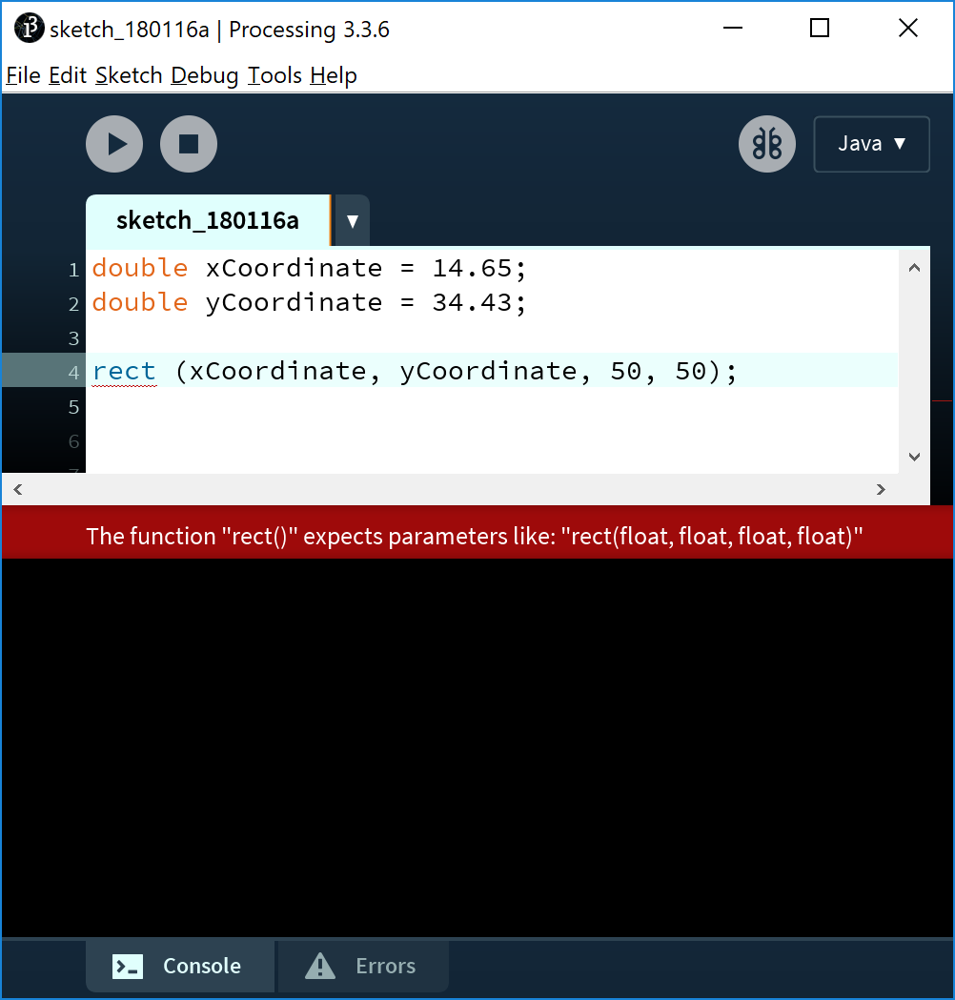 sketch_180116a | Processing 3.3.6
File Edit Sketch Debug Tools Help
Java ▼
sketch_180116a ▼
1 double xCoordinate = 14.65;
2 double yCoordinate = 34.43;
3
4 rect (xCoordinate, yCoordinate, 50, 50);
5
6
7
The function "rect()" expects parameters like: "rect(float, float, float, float)"
Console Errors